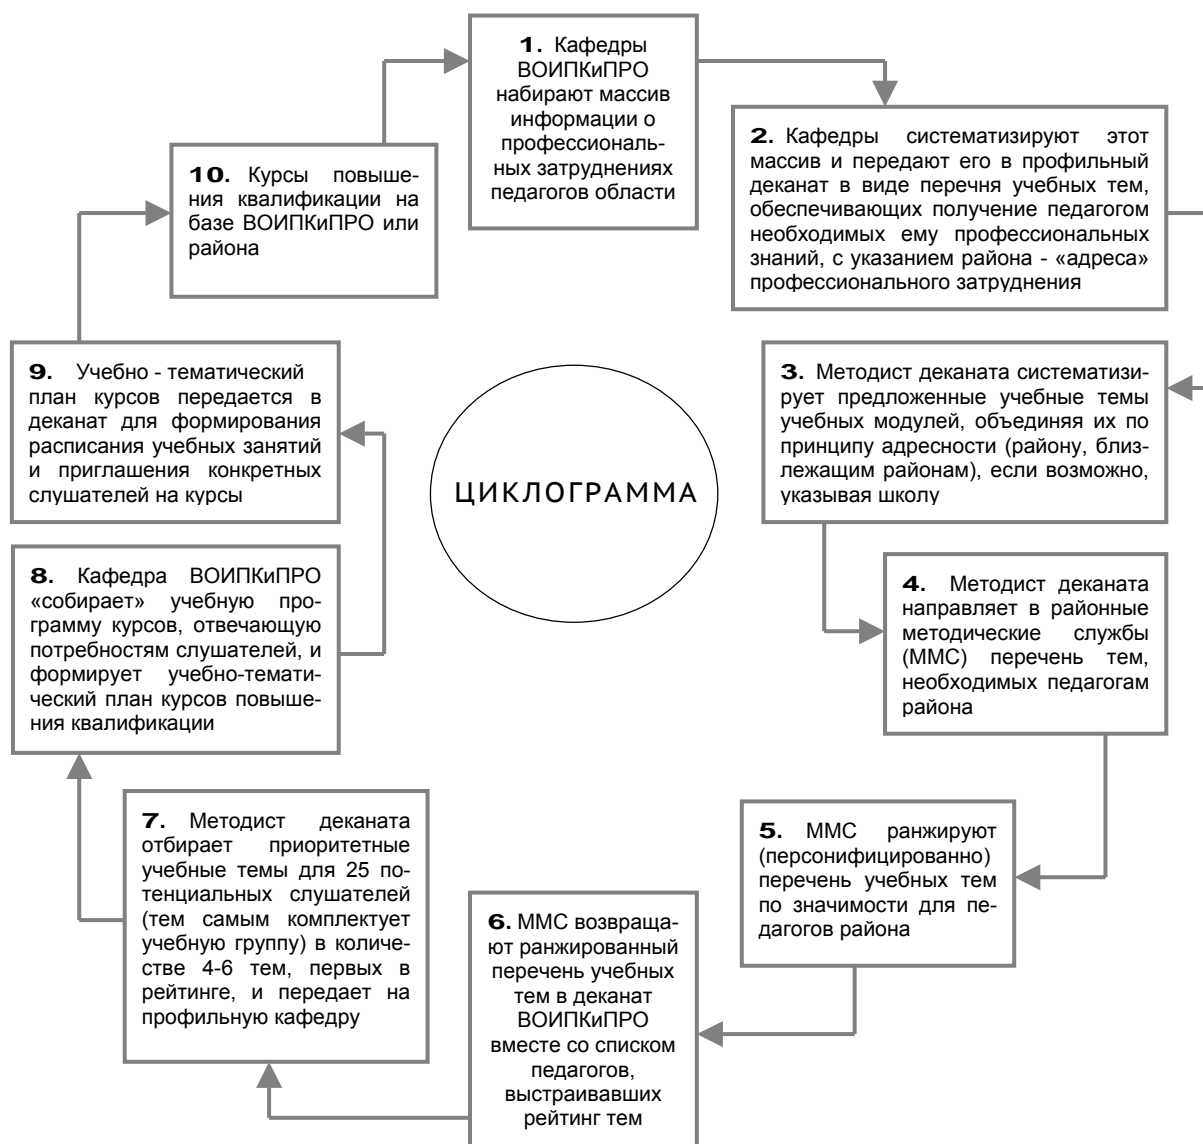 1. Кафедры
ВОИПКиПРО
набирают массив
информации о
профессиональ-
ных затруднениях
педагогов области
2. Кафедры систематизируют этот
массив и передают его в профильный
деканат в виде перечня учебных тем,
обеспечивающих получение педагогом
необходимых ему профессиональных
знаний, с указанием района - «адреса»
профессионального затруднения
3. Методист деканата систематизи-
рует предложенные учебные темы
учебных модулей, объединяя их по
принципу адресности (району, близ-
лежащим районам), если возможно,
указывая школу
4. Методист деканата
направляет в районные
методические службы
(ММС) перечень тем,
необходимых педагогам
района
5. ММС ранжируют
(персонифицированно)
перечень учебных тем
по значимости для пе-
дагогов района
6. ММС возвраща-
ют ранжированный
перечень учебных
тем в деканат
ВОИПКиПРО
вместе со списком
педагогов,
выстраивавших
рейтинг тем
7. Методист деканата
отбирает приоритетные
учебные темы для 25 по-
тенциальных слушателей
(тем самым комплектует
учебную группу) в количе-
стве 4-6 тем, первых в
рейтинге, и передает на
профильную кафедру
8. Кафедра ВОИПКиПРО
«собирает» учебную про-
грамму курсов, отвечающую
потребностям слушателей, и
формирует учебно-темати-
ческий план курсов повыше-
ния квалификации
9. Учебно - тематический
план курсов передается в
деканат для формирования
расписания учебных занятий
и приглашения конкретных
слушателей на курсы
10. Курсы повыше-
ния квалификации на
базе ВОИПКиПРО или
района
ЦИКЛОГРАММА